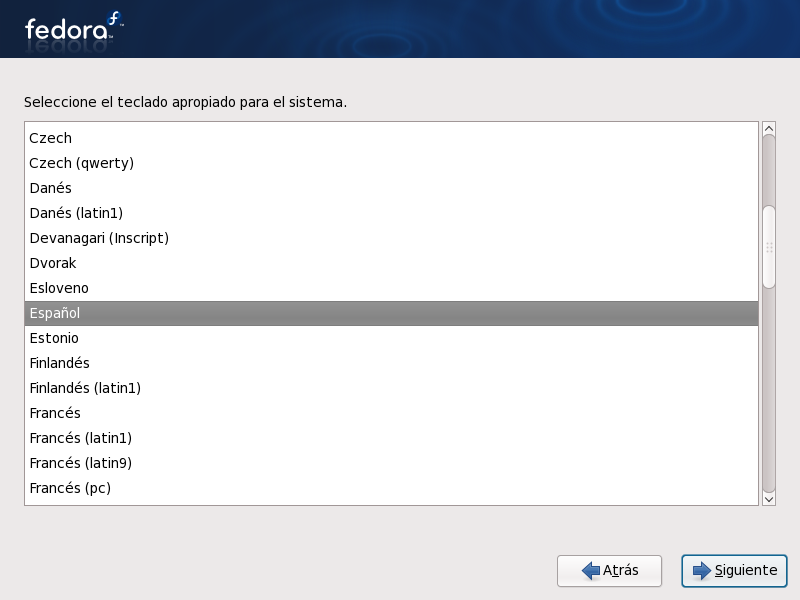 fedora
Seleccione el teclado apropiado para el sistema.
Czech
Czech (qwerty)
Danés
Danés (latin1)
Devanagari (Inscript)
Dvorak
Esloveno
Español
Estonio
Finlandés
Finlandés (latin1)
Francés
Francés (latin1)
Francés (latin9)
Francés (pc)
Atrás
Siguiente